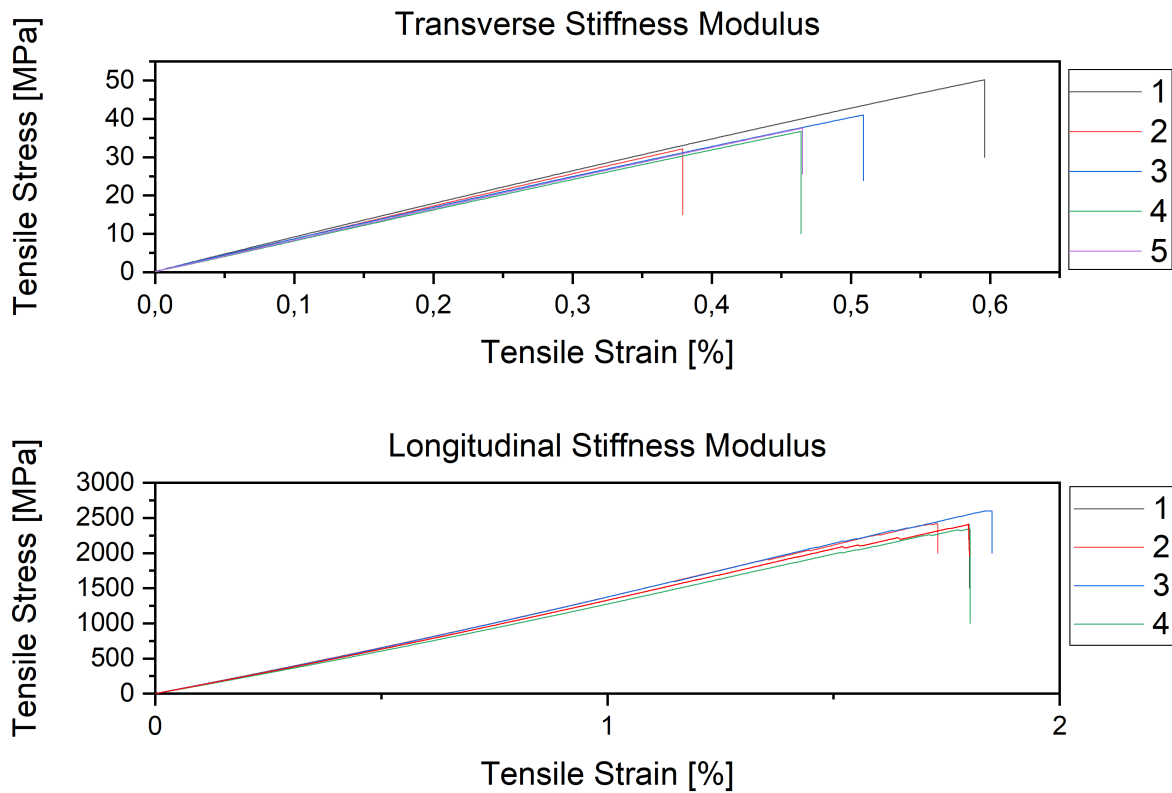 Transverse Stiffness Modulus
Tensile Stress [MPa]
50
40
30
20
10
0
0,0 0,1 0,2 0,3 0,4 0,5 0,6
Tensile Strain [%]
1
2
3
4
5
Longitudinal Stiffness Modulus
Tensile Stress [MPa]
3000
2500
2000
1500
1000
500
0
0 1 2
Tensile Strain [%]
1
2
3
4